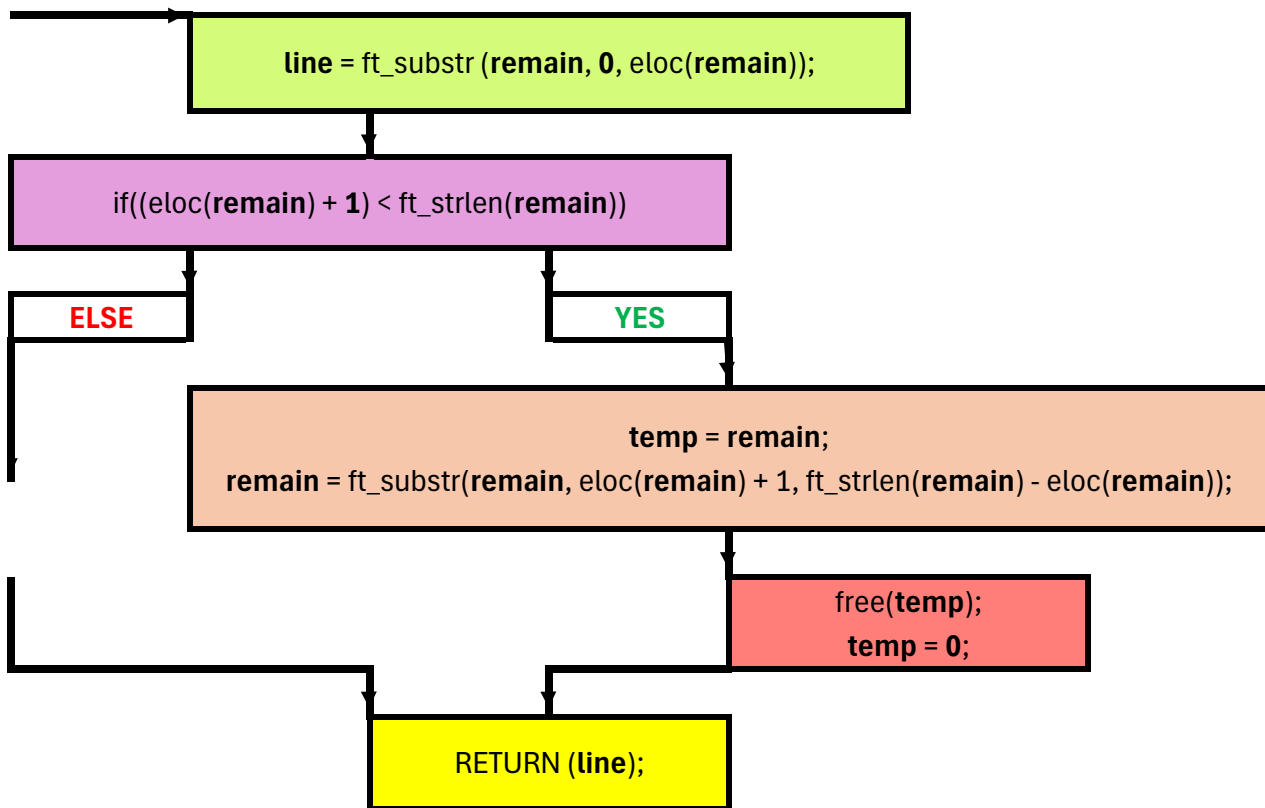 line = ft_substr (remain, 0, eloc(remain));
if((eloc(remain) + 1) < ft_strlen(remain))
ELSE
YES
temp = remain;
remain = ft_substr(remain, eloc(remain) + 1, ft_strlen(remain) - eloc(remain));
free(temp);
temp = 0;
RETURN (line);